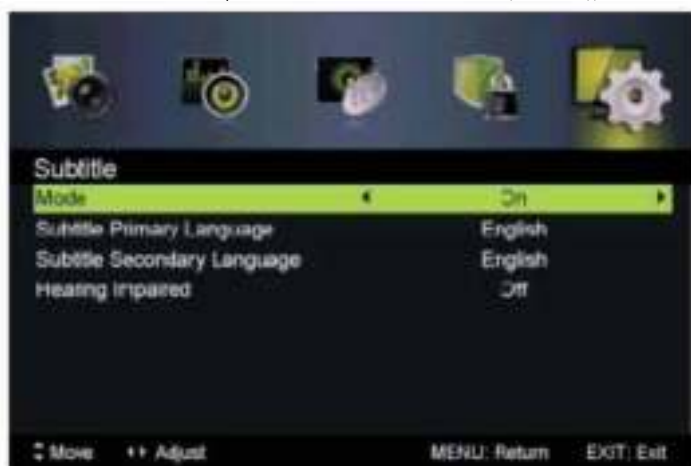 Subtitle
Mode On
Subtitle Primary Language English
Subtitle Secondary Language English
Hearing Impaired Off
Move Adjust MENU: Return EXIT: Exit